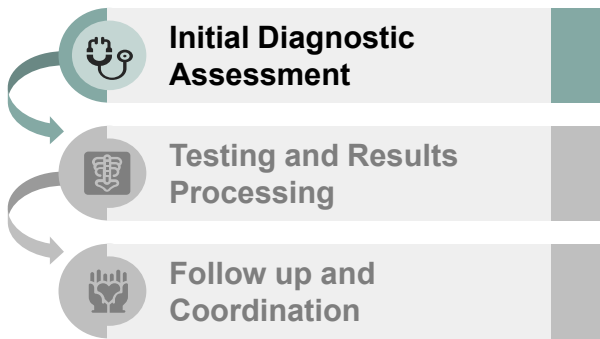 Initial Diagnostic
Assessment
Testing and Results
Processing
Follow up and
Coordination